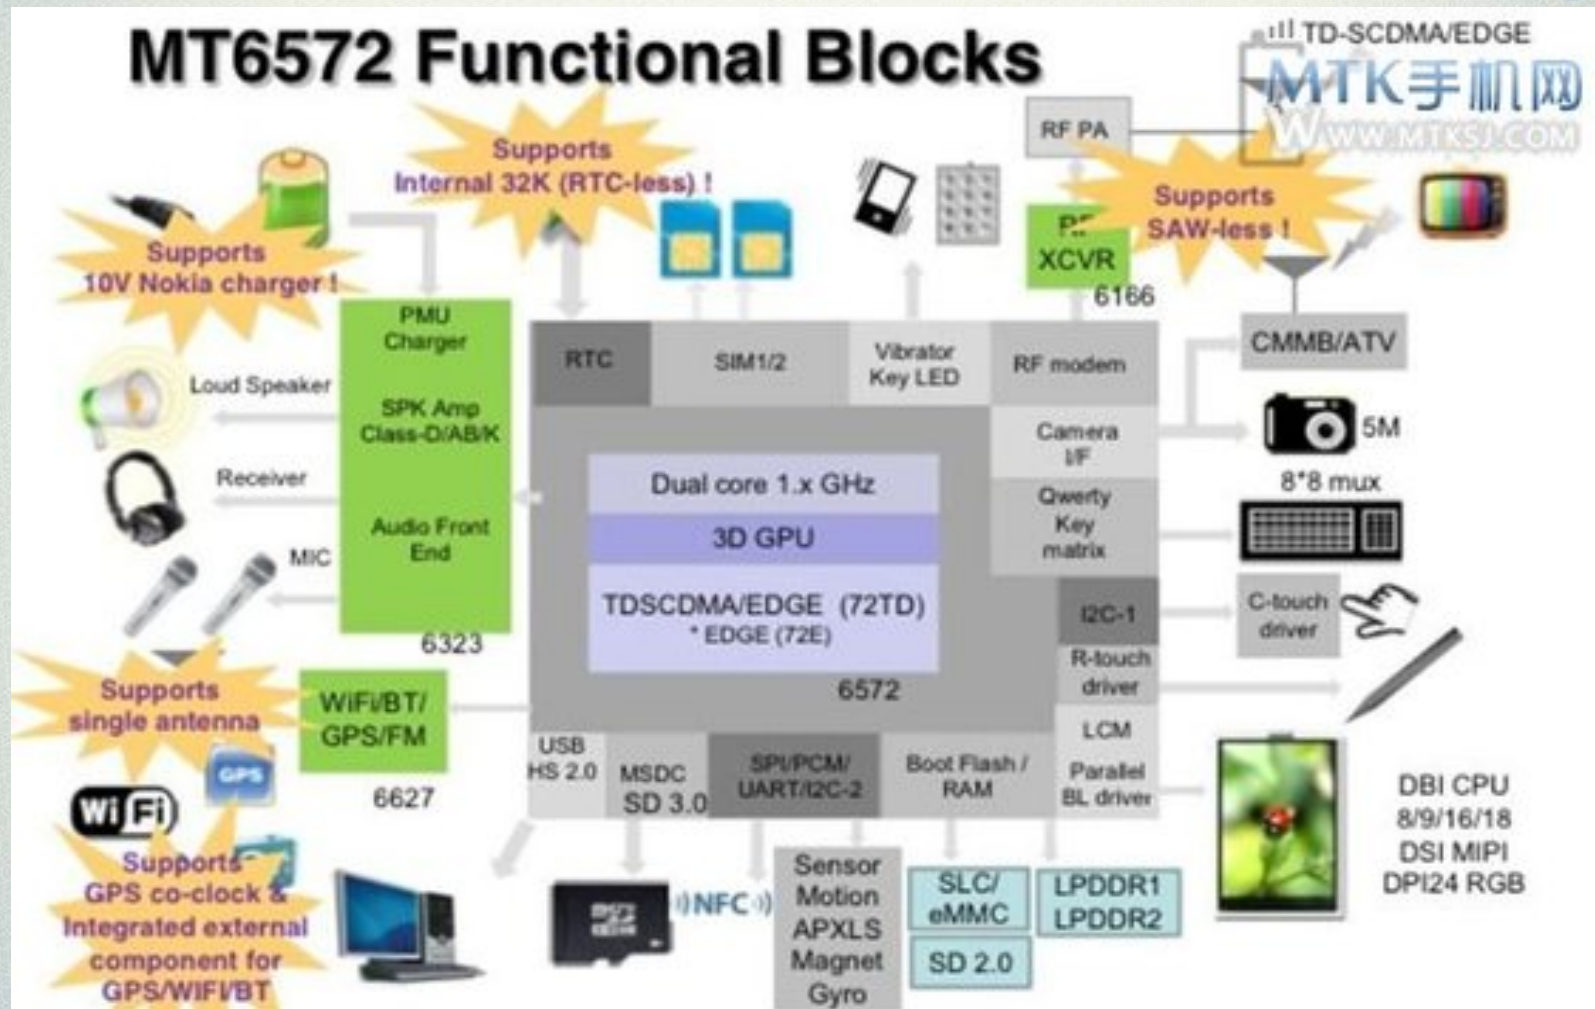 MT6572 Functional Blocks
TD-SCDMA/EDGE
MTK手机网
WWW.MTKSJ.COM
RF PA
Supports
Internal 32K (RTC-less) !
Supports
SAW-less !
Supports
10V Nokia charger !
RF
XCVR
6166
PMU
Charger
RTC
SIM1/2
Vibrator
Key LED
RF modem
CMMB/ATV
Loud Speaker
SPK Amp
Class-D/AB/K
Camera
I/F
5M
Receiver
Dual core 1.x GHz
8*8 mux
Qwerty
Key
matrix
Audio Front
End
3D GPU
MIC
TDSCDMA/EDGE (72TD)
* EDGE (72E)
I2C-1
C-touch
driver
6323
R-touch
driver
Supports
single antenna
WiFi/BT/
GPS/FM
6572
LCM
USB
HS 2.0
MSDC
SD 3.0
SPI/PCM/
UART/I2C-2
Boot Flash /
RAM
Parallel
BL driver
GPS
6627
WiFi
DBI CPU
8/9/16/18
DSI MIPI
DPI24 RGB
Supports
GPS co-clock &
Integrated external
component for
GPS/WIFI/BT
NFC
Sensor
Motion
APXLS
Magnet
Gyro
SLC/
eMMC
SD 2.0
LPDDR1
LPDDR2